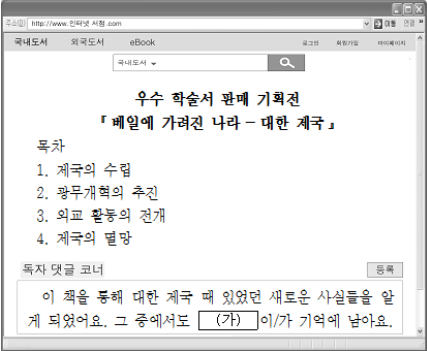 주소(D) http://www.인터넷 서점.com 이동 연결 »
국내도서 외국도서 eBook 로그인 회원가입 마이페이지
국내도서
우수 학술서 판매 기획전
『 베일에 가려진 나라 - 대한 제국 』
목차
1. 제국의 수립
2. 광무개혁의 추진
3. 외교 활동의 전개
4. 제국의 멸망
독자 댓글 코너 등록
이 책을 통해 대한 제국 때 있었던 새로운 사실들을 알
게 되었어요. 그 중에서도 (가) 이/가 기억에 남아요.